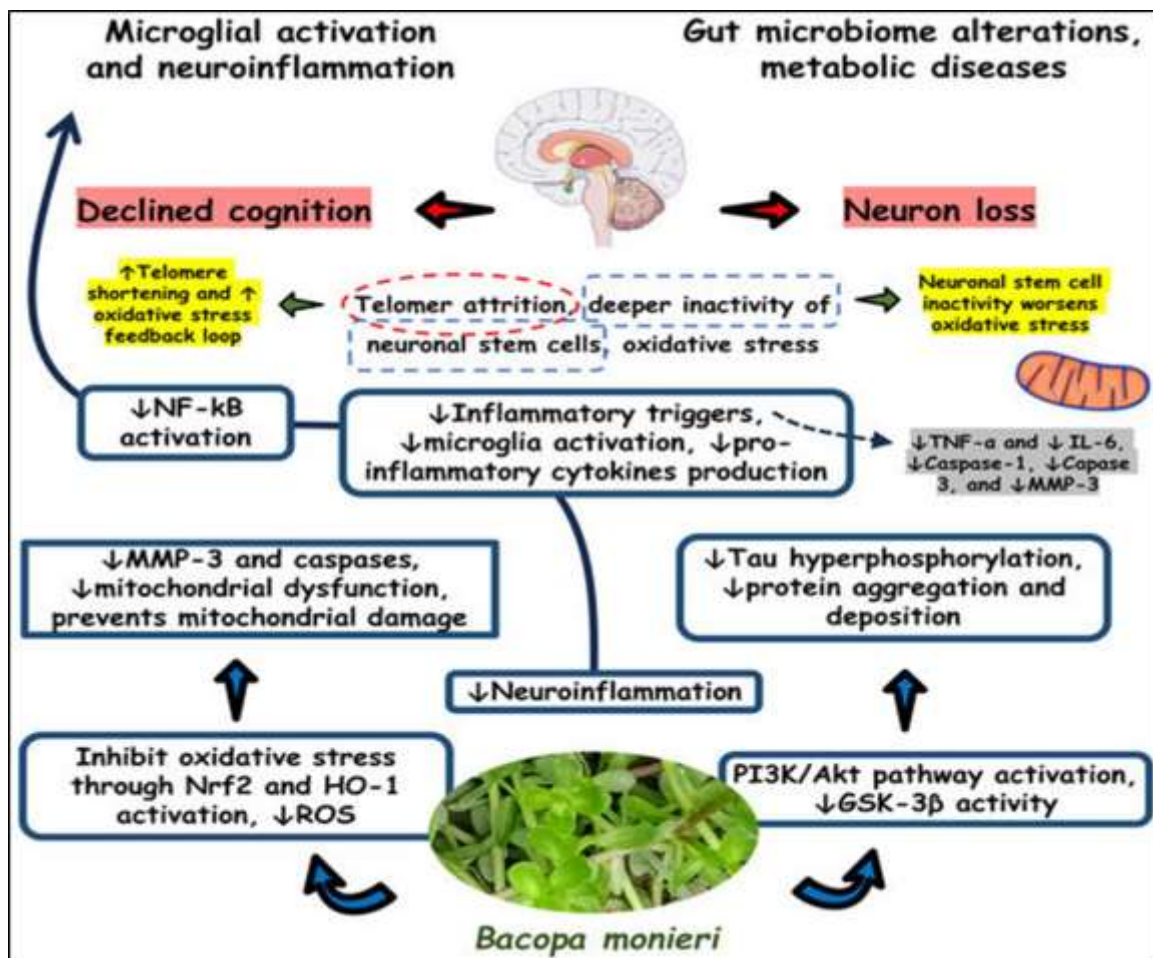 Microglial activation
and neuroinflammation
Gut microbiome alterations,
metabolic diseases
Declined cognition
Neuron loss
↑Telomere
shortening and ↑
oxidative stress
feedback loop
Telomer attrition, deeper inactivity of
neuronal stem cells, oxidative stress
Neuronal stem cell
inactivity worsens
oxidative stress
↓NF-kB
activation
↓Inflammatory triggers,
↓microglia activation, ↓pro-
inflammatory cytokines production
↓TNF-a and ↓ IL-6,
↓Caspase-1, ↓Capase
3, and ↓MMP-3
↓MMP-3 and caspases,
↓mitochondrial dysfunction,
prevents mitochondrial damage
↓Tau hyperphosphorylation,
↓protein aggregation and
deposition
↓Neuroinflammation
Inhibit oxidative stress
through Nrf2 and HO-1
activation, ↓ROS
PI3K/Akt pathway activation,
↓GSK-3β activity
Bacopa monieri